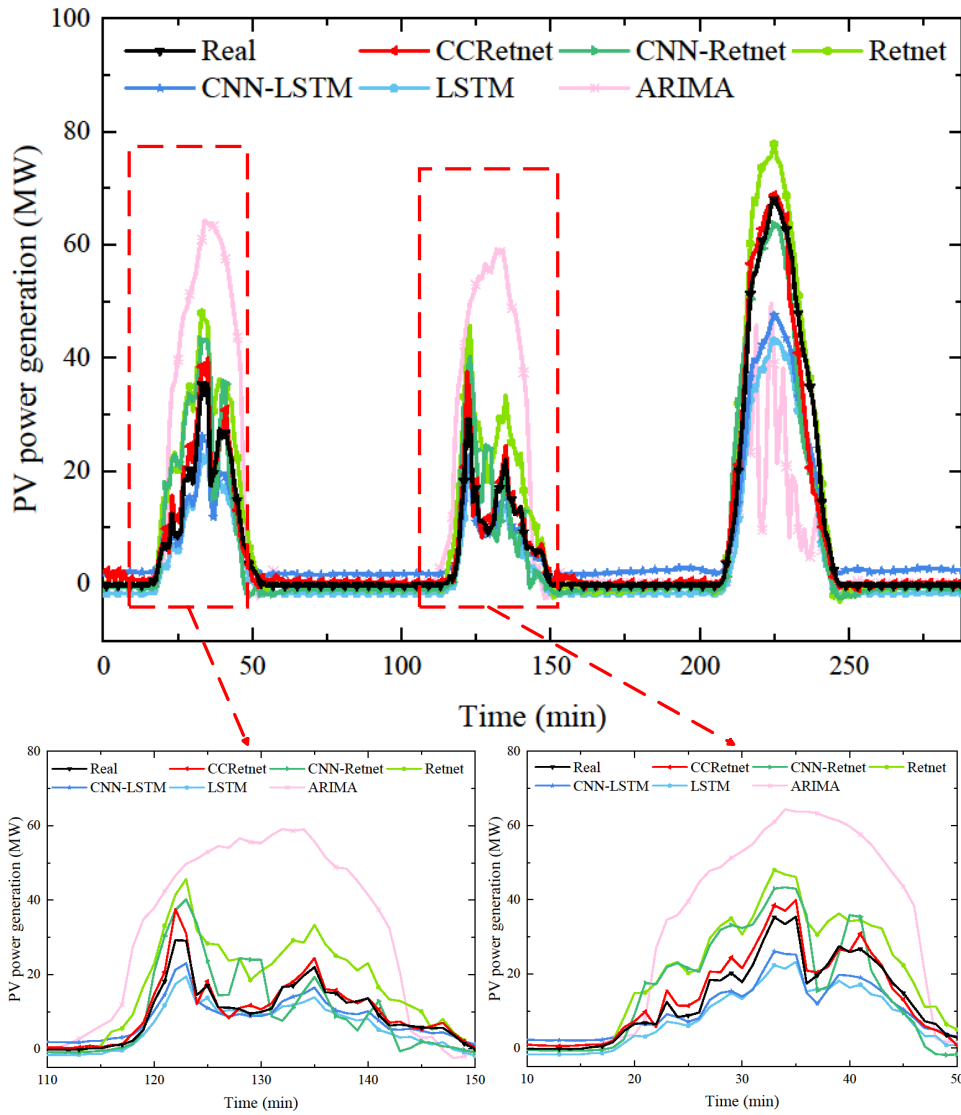 100
80
60
40
20
0
PV power generation (MW)
Real CCRetnet CNN-Retnet Retnet
CNN-LSTM LSTM ARIMA
0 50 100 150 200 250
Time (min)
80
60
40
20
0
PV power generation (MW)
Real CCRetnet CNN-Retnet Retnet
CNN-LSTM LSTM ARIMA
110 120 130 140 150
Time (min)
80
60
40
20
0
PV power generation (MW)
Real CCRetnet CNN-Retnet Retnet
CNN-LSTM LSTM ARIMA
10 20 30 40 50
Time (min)